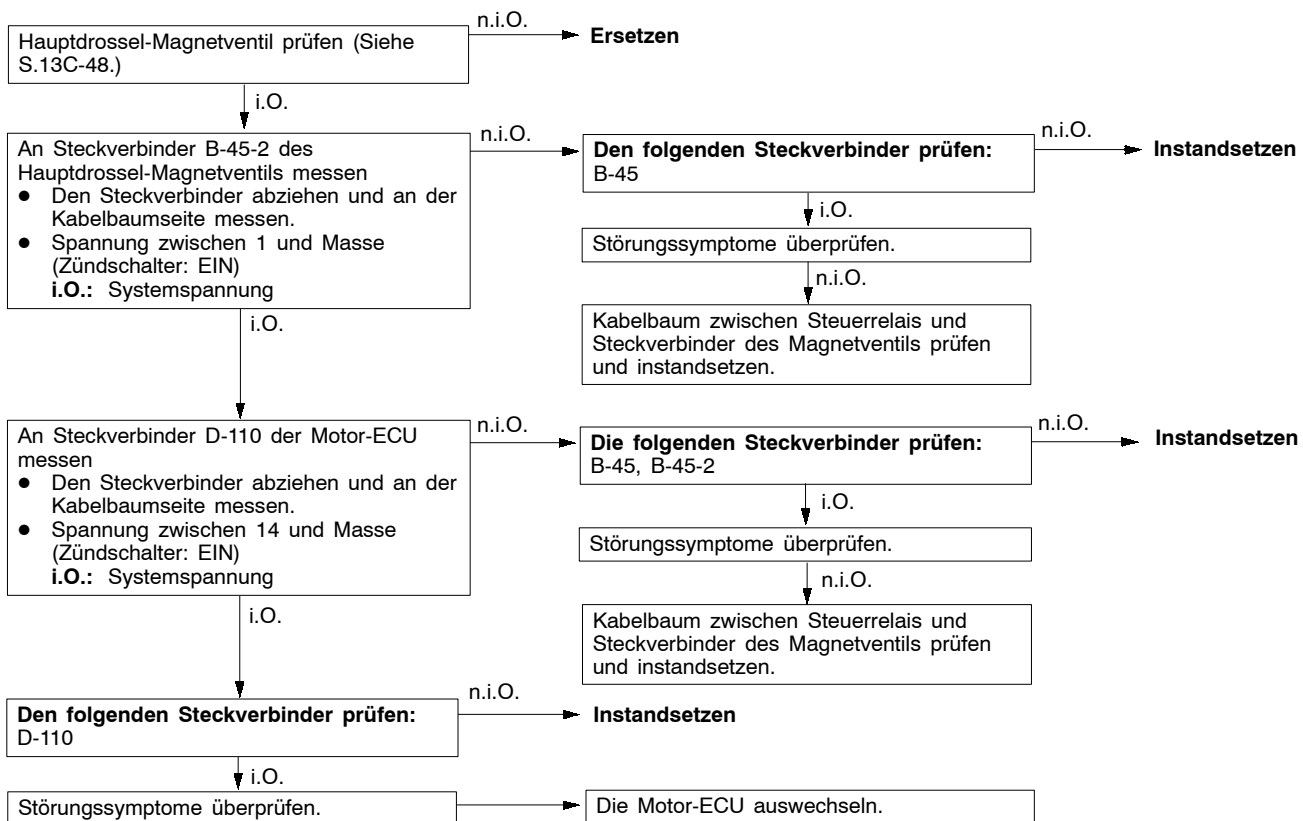 n.i.O.
Hauptdrossel-Magnetventil prüfen (Siehe
S.13C-48.)
Ersetzen
i.O.
An Steckverbinder B-45-2 des
Hauptdrossel-Magnetventils messen
● Den Steckverbinder abziehen und an der
Kabelbaumseite messen.
● Spannung zwischen 1 und Masse
(Zündschalter: EIN)
i.O.: Systemspannung
n.i.O.
Den folgenden Steckverbinder prüfen:
B-45
n.i.O.
Instandsetzen
i.O.
Störungssymptome überprüfen.
n.i.O.
Kabelbaum zwischen Steuerrelais und
Steckverbinder des Magnetventils prüfen
und instandsetzen.
i.O.
An Steckverbinder D-110 der Motor-ECU
messen
● Den Steckverbinder abziehen und an der
Kabelbaumseite messen.
● Spannung zwischen 14 und Masse
(Zündschalter: EIN)
i.O.: Systemspannung
n.i.O.
Die folgenden Steckverbinder prüfen:
B-45, B-45-2
n.i.O.
Instandsetzen
i.O.
Störungssymptome überprüfen.
n.i.O.
Kabelbaum zwischen Steuerrelais und
Steckverbinder des Magnetventils prüfen
und instandsetzen.
i.O.
Den folgenden Steckverbinder prüfen:
D-110
n.i.O.
Instandsetzen
i.O.
Störungssymptome überprüfen.
Die Motor-ECU auswechseln.